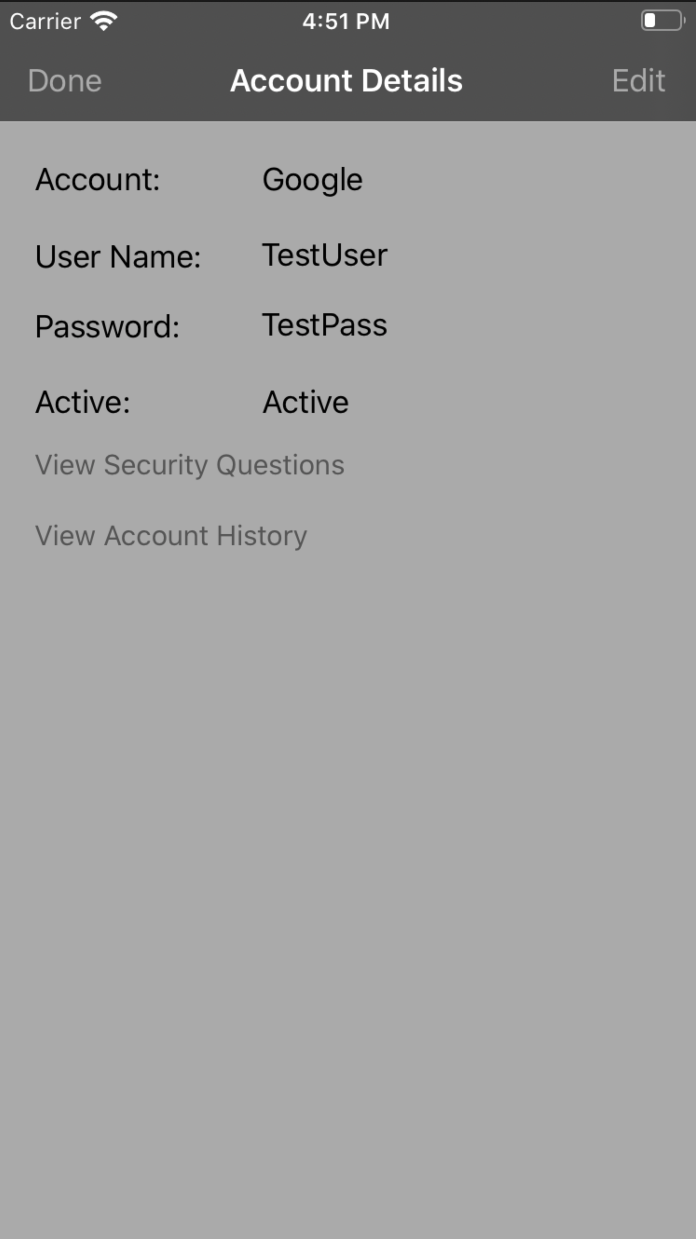 Carrier 4:51 PM
Done Account Details Edit
Account: Google
User Name: TestUser
Password: TestPass
Active: Active
View Security Questions
View Account History